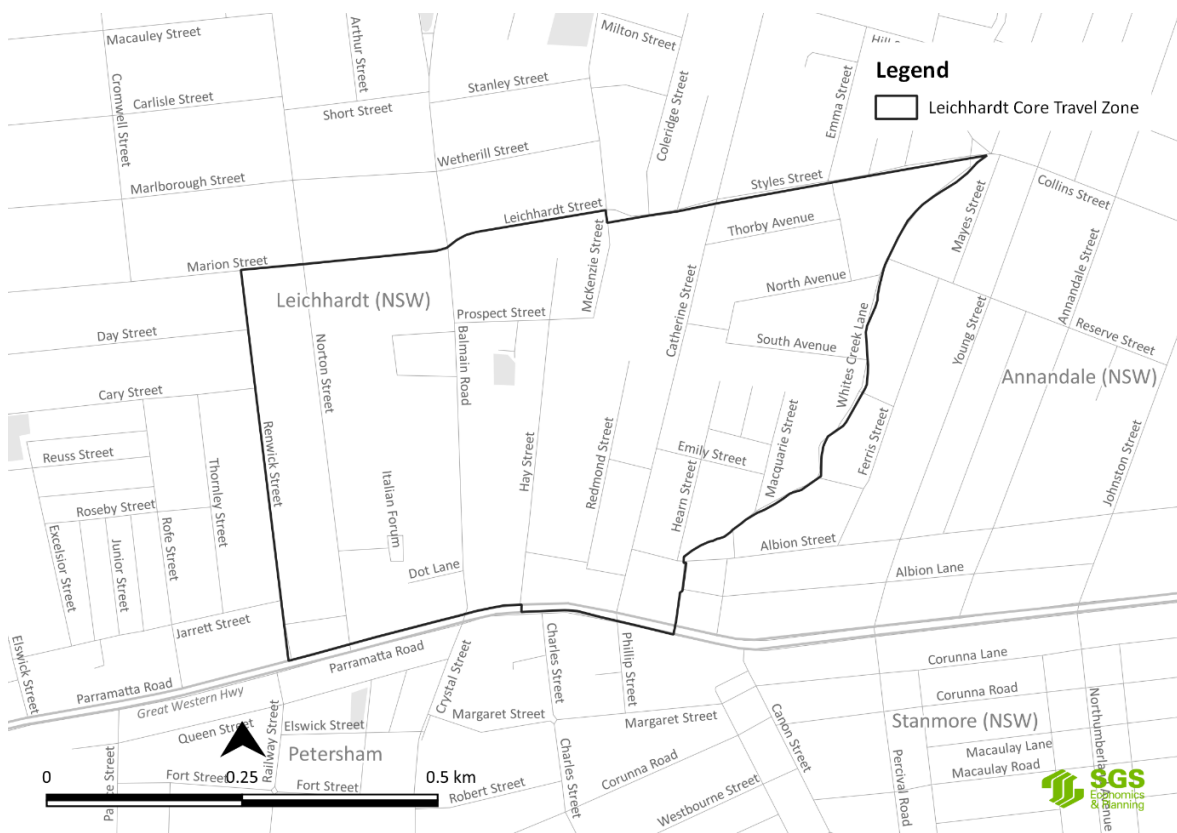 Macauley Street
Arthur Street
Milton Street
Cromwell Street
Carlisle Street
Short Street
Stanley Street
Coleridge Street
Emma Street
Legend
Leichhardt Core Travel Zone
Wetherill Street
Marlborough Street
Styles Street
Collins Street
Leichhardt Street
Mayes Street
Thorby Avenue
Annandale Street
McKenzie Street
Marion Street
Leichhardt (NSW)
North Avenue
Catherine Street
Prospect Street
Day Street
Norton Street
Balmain Road
South Avenue
Whites Creek Lane
Young Street
Reserve Street
Annandale (NSW)
Cary Street
Renwick Street
Reuss Street
Thornley Street
Hay Street
Redmond Street
Emily Street
Macquarie Street
Ferris Street
Johnston Street
Italian Forum
Hearn Street
Roseby Street
Excelsior Street
Junior Street
Rofe Street
Dot Lane
Albion Street
Albion Lane
Jarrett Street
Elswick Street
Parramatta Road
Charles Street
Phillip Street
Crystal Street
Corunna Lane
Parramatta Road
Great Western Hwy
Corunna Road
Northumberland Avenue
Queen Street
Elswick Street
Margaret Street
Margaret Street
Canon Street
Stanmore (NSW)
Railway Street
Petersham
Charles Street
Macaulay Lane
Macaulay Road
Percival Road
Fort Street
Fort Street
Corunna Road
Robert Street
Westbourne Street
0
0.25
0.5 km
SGS
Economics
& Planning